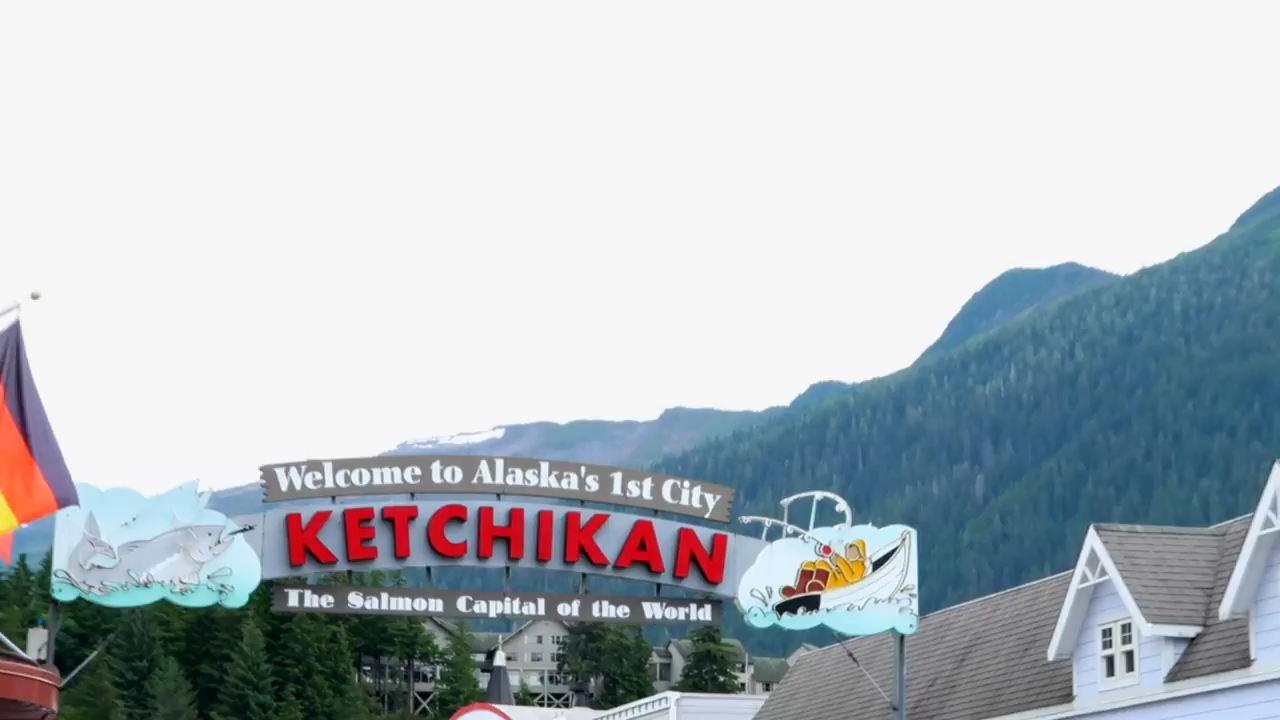 Welcome to Alaska's 1st City
KETCHIKAN
The Salmon Capital of the World